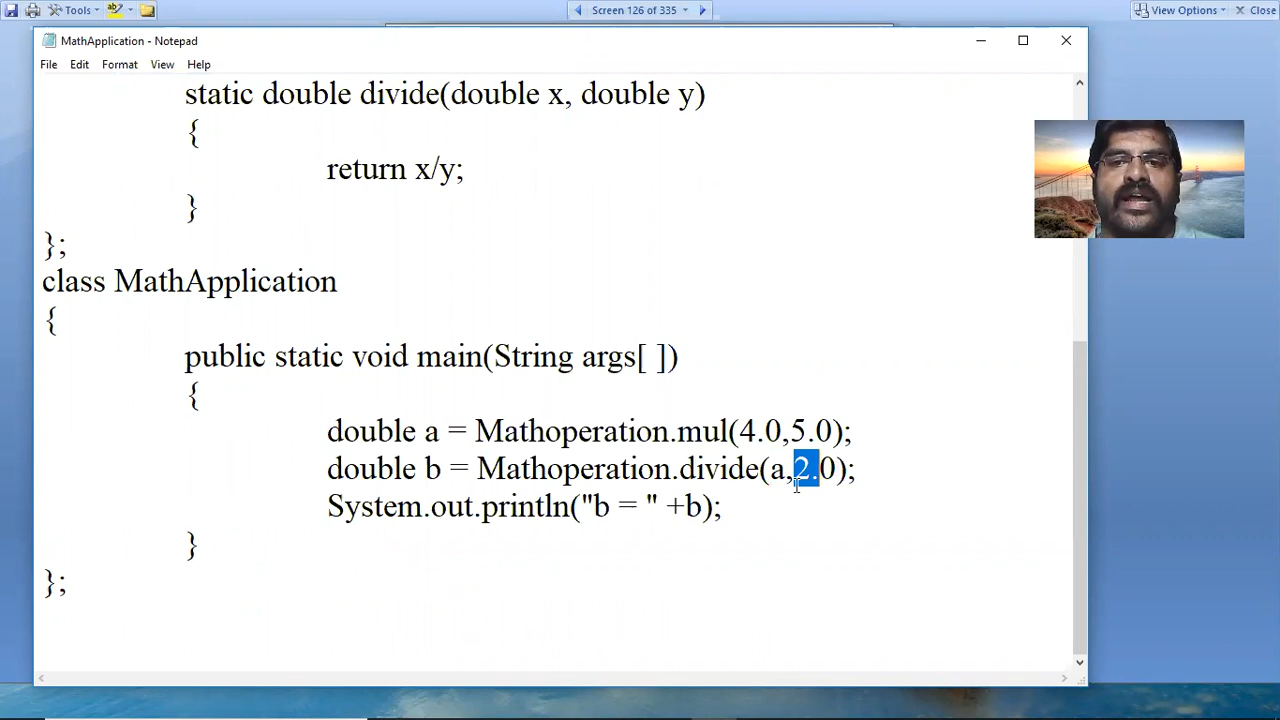 Tools
Screen 126 of 335
View Options
Close
MathApplication - Notepad
File Edit Format View Help
static double divide(double x, double y)
{
return x/y;
}
};
class MathApplication
{
public static void main(String args[ ])
{
double a = Mathoperation.mul(4.0,5.0);
double b = Mathoperation.divide(a,2.0);
System.out.println("b = " +b);
}
};